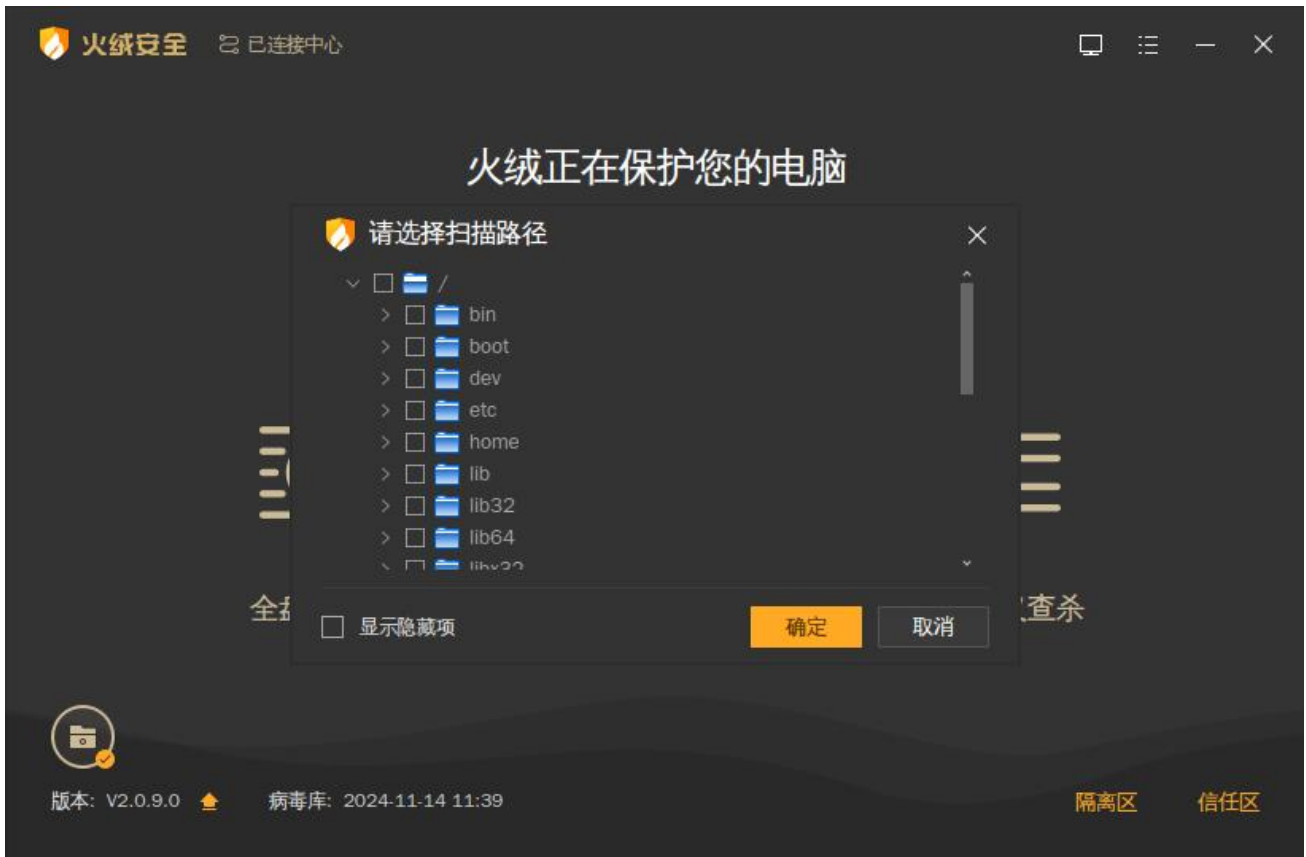 火绒安全 已连接中心
火绒正在保护您的电脑
请选择扫描路径
/
bin
boot
dev
etc
home
lib
lib32
lib64
libx32
全盘
查杀
显示隐藏项
确定 取消
版本: V2.0.9.0 病毒库: 2024-11-14 11:39 隔离区 信任区